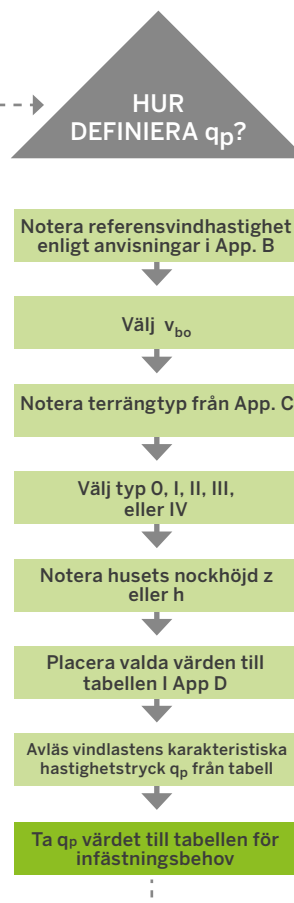 HUR
DEFINIERA qp?
Notera referensvindhastighet
enligt anvisningar i App. B
Välj vbo
Notera terrängtyp från App. C
Välj typ 0, I, II, III,
eller IV
Notera husets nockhöjd z
eller h
Placera valda värden till
tabellen I App D
Avläs vindlastens karakteristiska
hastighetstryck qp från tabell
Ta qp värdet till tabellen för
infästningsbehov